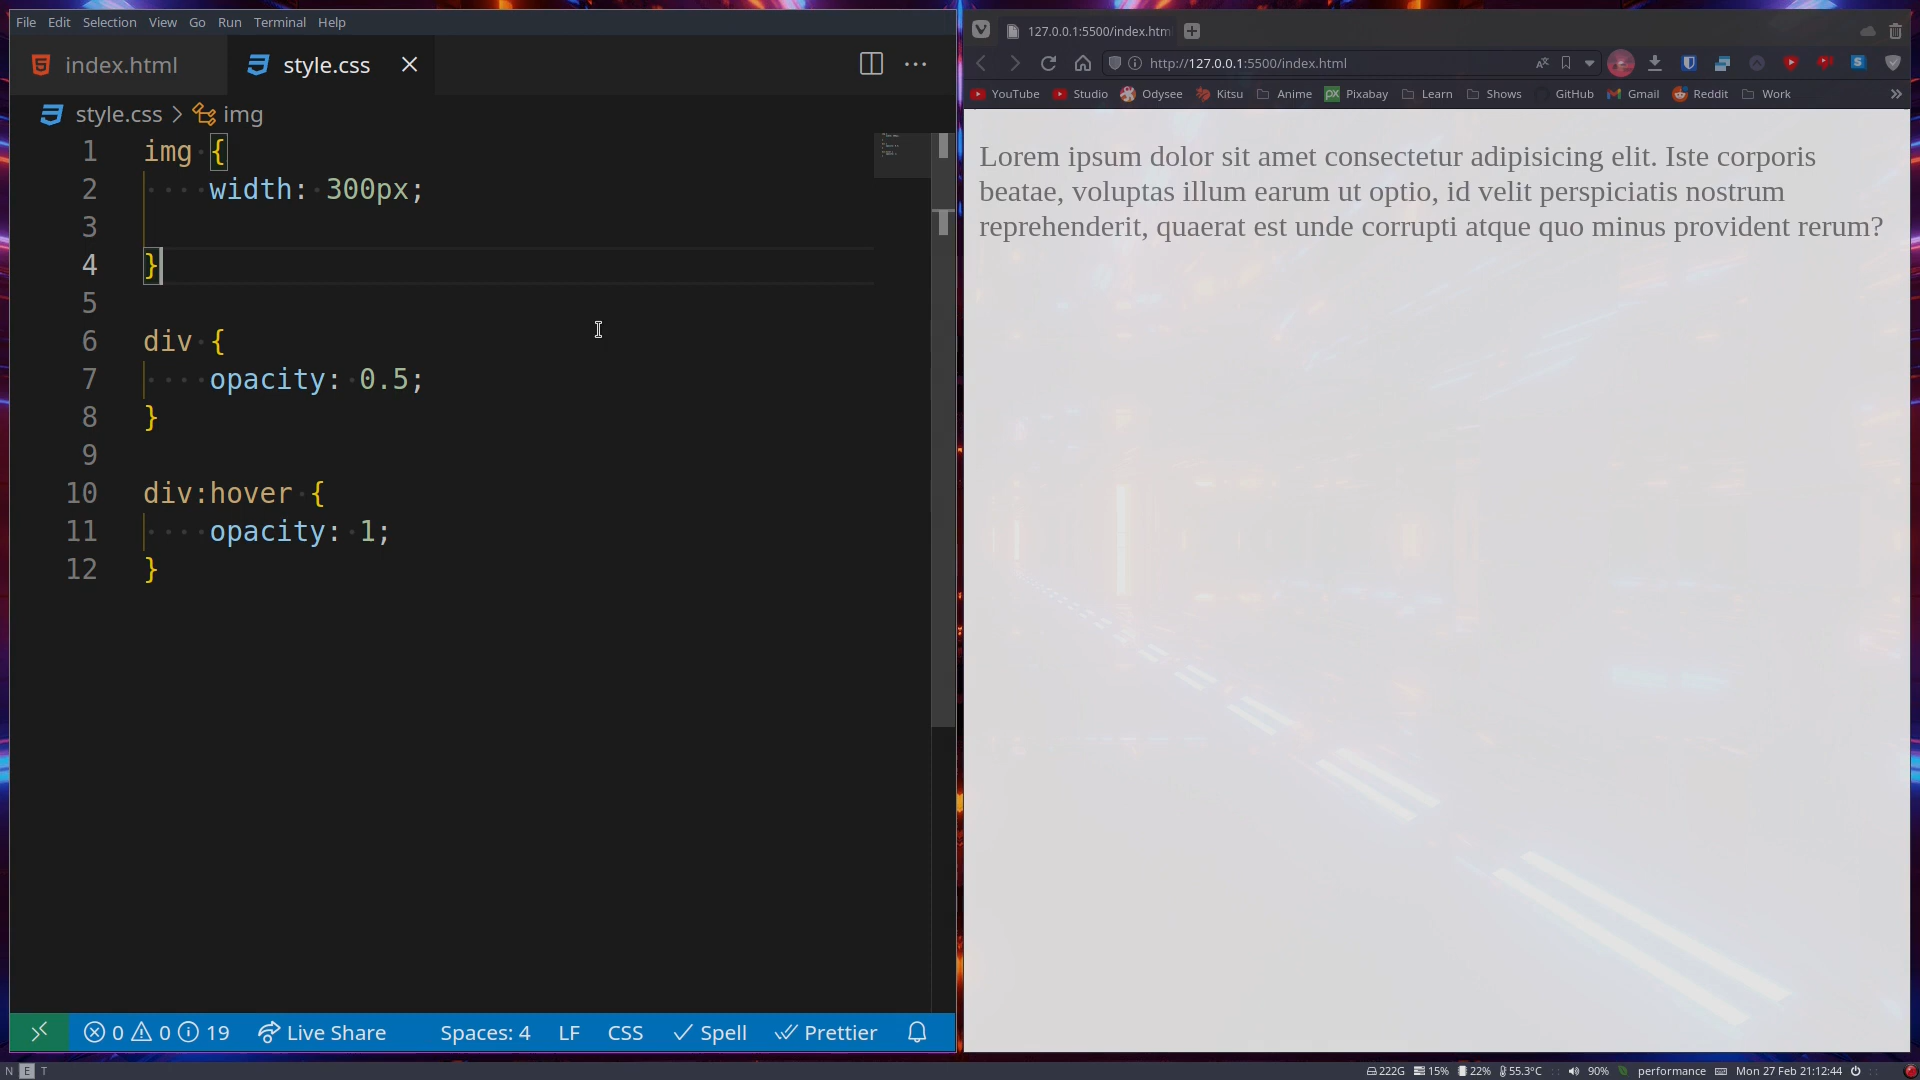 File Edit Selection View Go Run Terminal Help
index.html
style.css
style.css > img
1 img {
2 width: 300px;
3
4 }
5
6 div {
7 opacity: 0.5;
8 }
9
10 div:hover {
11 opacity: 1;
12 }
0 0 19 Live Share Spaces: 4 LF CSS Spell Prettier
127.0.0.1:5500/index.htm
http://127.0.0.1:5500/index.html
YouTube Studio Odysee Kitsu Anime Pixabay Learn Shows GitHub Gmail Reddit Work
Lorem ipsum dolor sit amet consectetur adipisicing elit. Iste corporis
beatae, voluptas illum earum ut optio, id velit perspiciatis nostrum
reprehenderit, quaerat est unde corrupti atque quo minus provident rerum?
N E T
222G 15% 22% 55.3°C 90% performance Mon 27 Feb 21:12:44